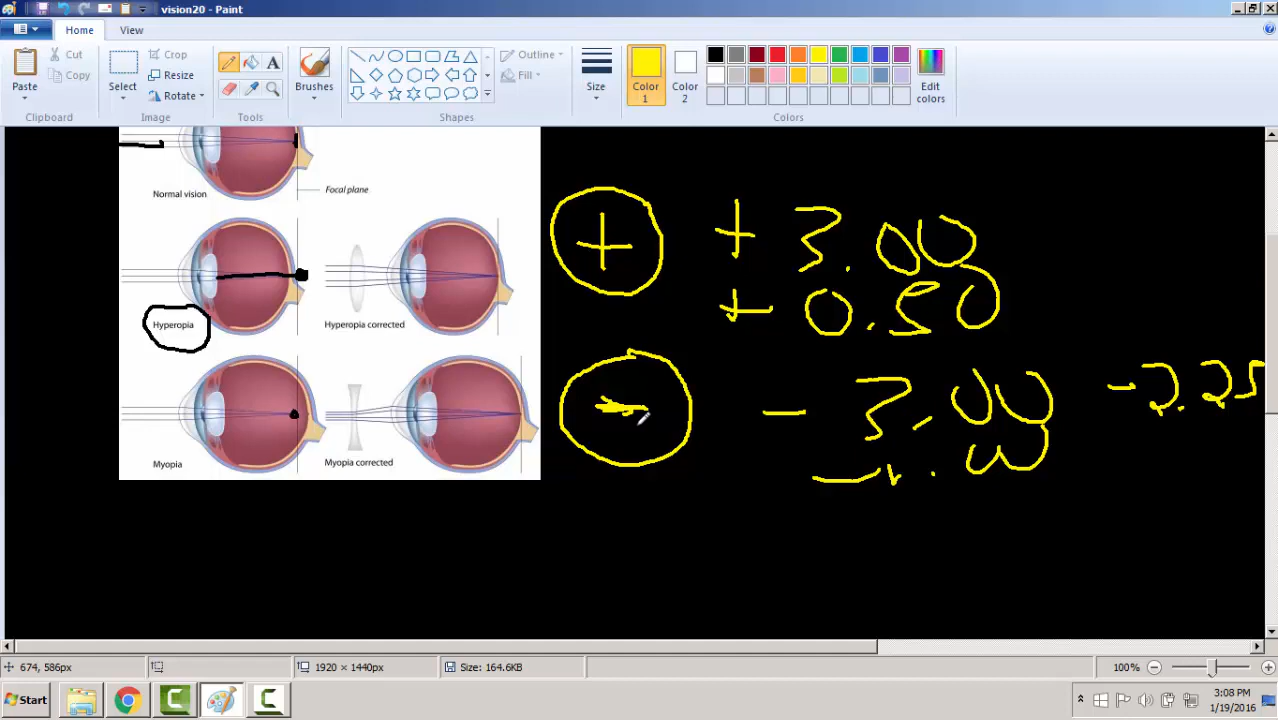 vision20 - Paint
Home View
Paste
Cut
Copy
Clipboard
Select
Crop
Resize
Rotate
Image
Tools
Brushes
Outline
Fill
Shapes
Size
Color 1
Color 2
Edit colors
Colors
Normal vision
Focal plane
Hyperopia
Hyperopia corrected
Myopia
Myopia corrected
+ + 3.00
+ 0.50
- - 3.00 -2.25
674, 586px
1920 × 1440px
Size: 164.6KB
100%
Start
3:08 PM
1/19/2016